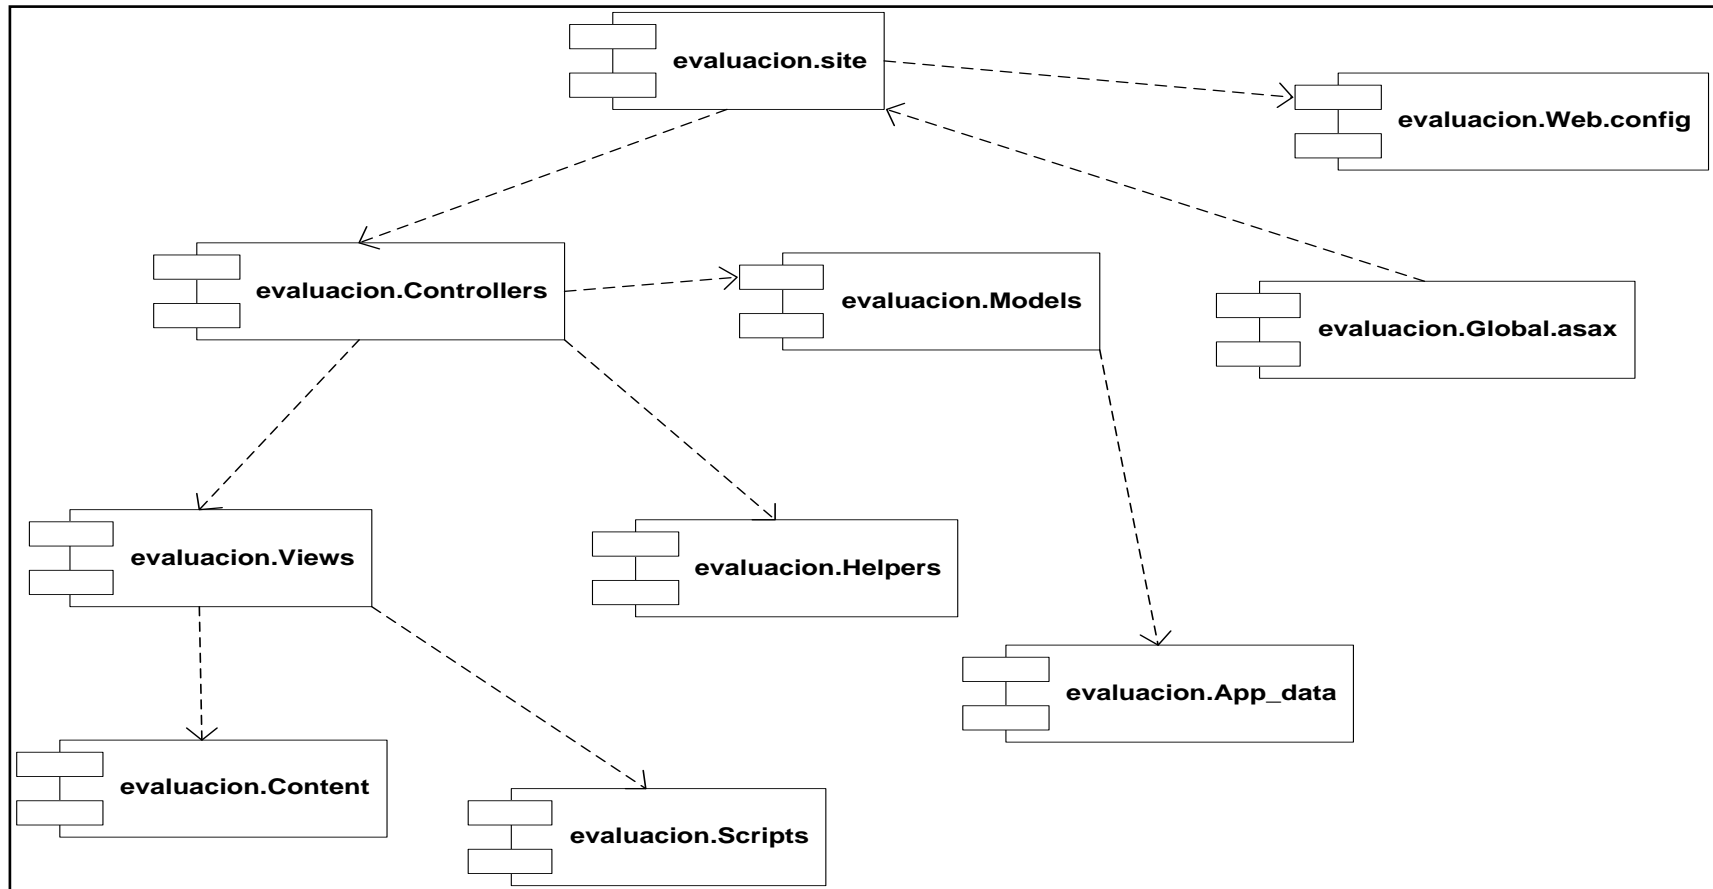 evaluacion.site
evaluacion.Web.config
evaluacion.Controllers
evaluacion.Models
evaluacion.Global.asax
evaluacion.Views
evaluacion.Helpers
evaluacion.App_data
evaluacion.Content
evaluacion.Scripts